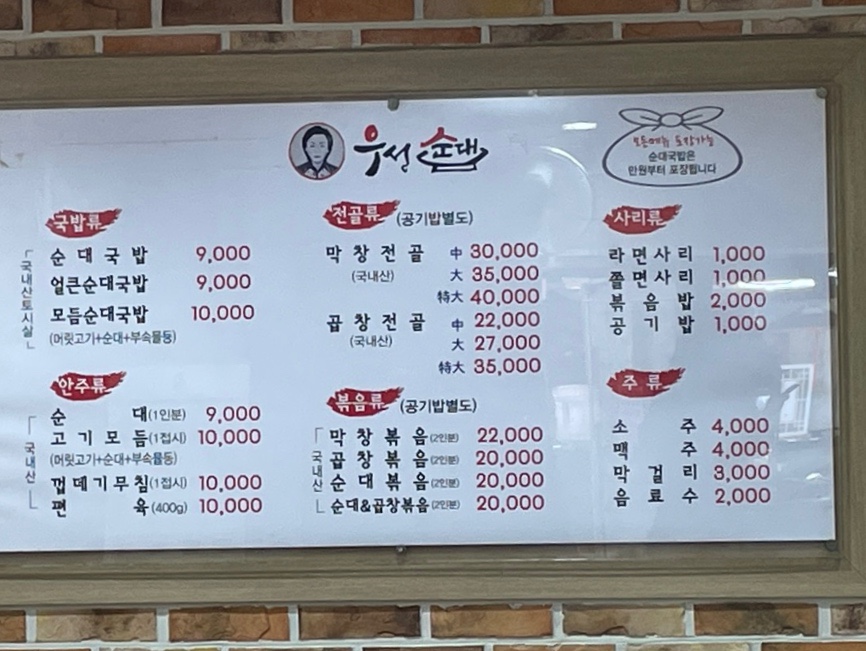 우선순대
모든메뉴 포장가능
순대국밥은
만원부터 포장됩니다
국밥류
국내산토시살
순대국밥 9,000
얼큰순대국밥 9,000
모듬순대국밥 10,000
(머릿고기+순대+부속물등)
안주류
국내산
순대(1인분) 9,000
고기모듬(1접시) 10,000
(머릿고기+순대+부속물등)
껍데기무침(1접시) 10,000
편육(400g) 10,000
전골류 (공기밥별도)
막창전골 中 30,000
(국내산) 大 35,000
特大 40,000
곱창전골 中 22,000
(국내산) 大 27,000
特大 35,000
볶음류 (공기밥별도)
국내산
막창볶음(2인분) 22,000
곱창볶음(2인분) 20,000
순대볶음(2인분) 20,000
순대&곱창볶음(2인분) 20,000
사리류
라면사리 1,000
쫄면사리 1,000
볶음밥 2,000
공기밥 1,000
주류
소주 4,000
맥주 4,000
막걸리 3,000
음료수 2,000